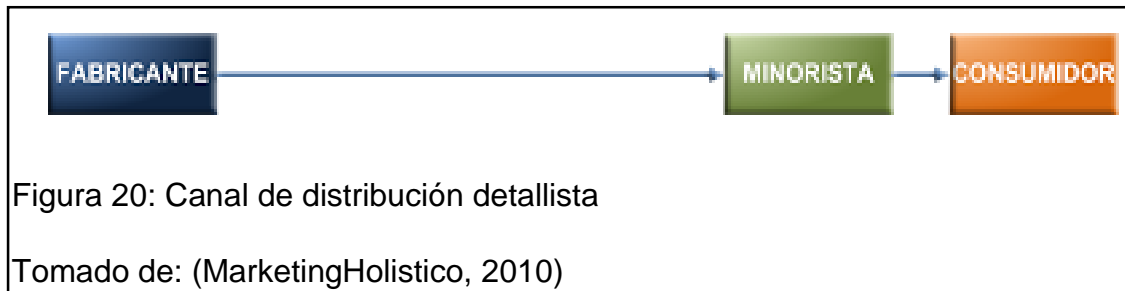 FABRICANTE MINORISTA CONSUMIDOR
Figura 20: Canal de distribución detallista
Tomado de: (MarketingHolistico, 2010)